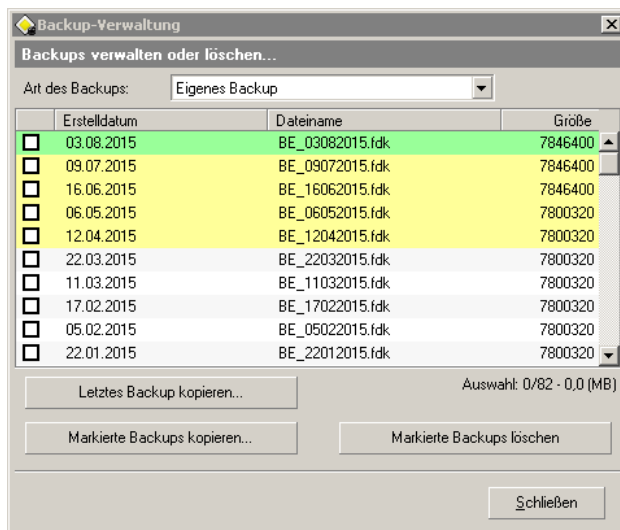 Backup-Verwaltung
Backups verwalten oder löschen...
Art des Backups: Eigenes Backup
Erstelldatum Dateiname Größe
03.08.2015 BE_03082015.fdk 7846400
09.07.2015 BE_09072015.fdk 7846400
16.06.2015 BE_16062015.fdk 7846400
06.05.2015 BE_06052015.fdk 7800320
12.04.2015 BE_12042015.fdk 7800320
22.03.2015 BE_22032015.fdk 7800320
11.03.2015 BE_11032015.fdk 7800320
17.02.2015 BE_17022015.fdk 7800320
05.02.2015 BE_05022015.fdk 7800320
22.01.2015 BE_22012015.fdk 7800320
Letztes Backup kopieren... Auswahl: 0/82 - 0,0 (MB)
Markierte Backups kopieren... Markierte Backups löschen
Schließen